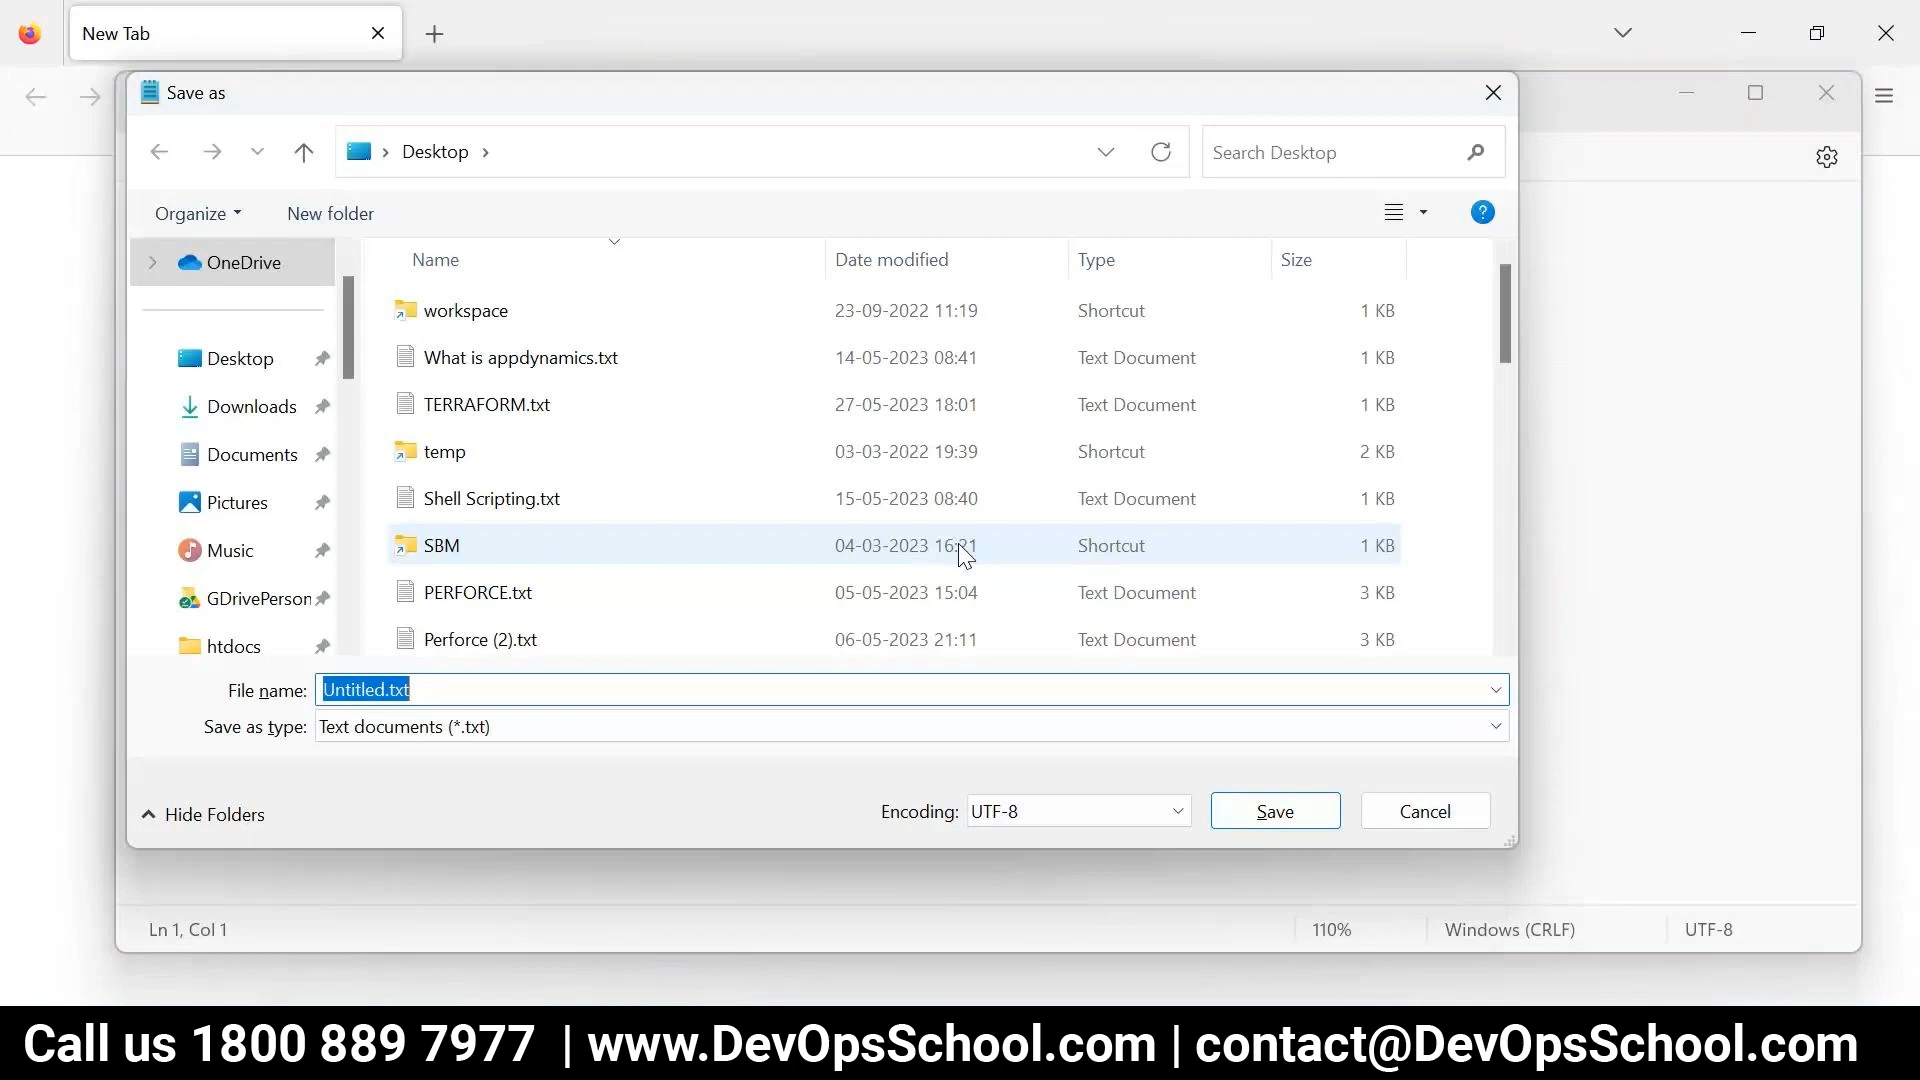 New Tab
Save as
Desktop
Search Desktop
Organize New folder
OneDrive
Desktop
Downloads
Documents
Pictures
Music
GDrivePerson
htdocs
Name Date modified Type Size
workspace 23-09-2022 11:19 Shortcut 1 KB
What is appdynamics.txt 14-05-2023 08:41 Text Document 1 KB
TERRAFORM.txt 27-05-2023 18:01 Text Document 1 KB
temp 03-03-2022 19:39 Shortcut 2 KB
Shell Scripting.txt 15-05-2023 08:40 Text Document 1 KB
SBM 04-03-2023 16:21 Shortcut 1 KB
PERFORCE.txt 05-05-2023 15:04 Text Document 3 KB
Perforce (2).txt 06-05-2023 21:11 Text Document 3 KB
File name: Untitled.txt
Save as type: Text documents (*.txt)
Hide Folders Encoding: UTF-8 Save Cancel
Ln 1, Col 1 110% Windows (CRLF) UTF-8
Call us 1800 889 7977 | www.DevOpsSchool.com | contact@DevOpsSchool.com